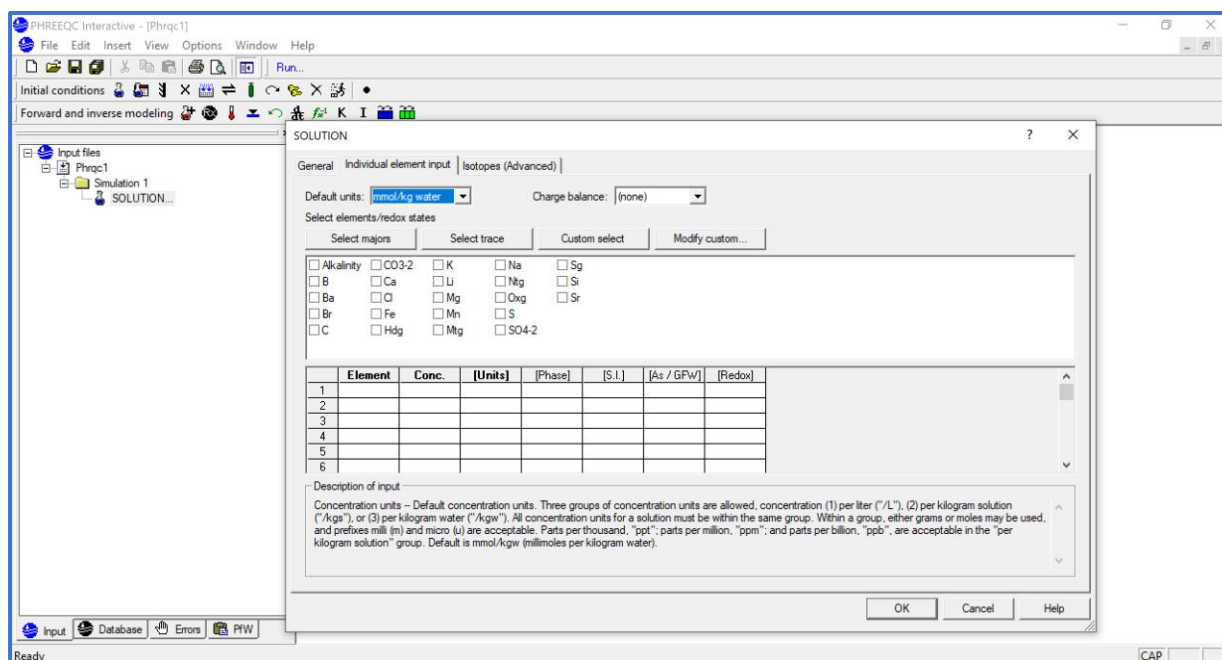 PHREEQC Interactive - [Phrqc1]
File Edit Insert View Options Window Help
Run...
Initial conditions
Forward and inverse modeling K I
Input files
Phrqc1
Simulation 1
SOLUTION...
SOLUTION
General Individual element input Isotopes (Advanced)
Default units: mmol/kg water Charge balance: (none)
Select elements/redox states
Select majors Select trace Custom select Modify custom...
Alkalinity CO3-2 K Na Sg
B Ca Li Ntg Si
Ba Cl Mg Oxg Sr
Br Fe Mn S
C Hdg Mtg SO4-2
Element Conc. [Units] [Phase] [S.I.] [As / GFW] [Redox]
1
2
3
4
5
6
Description of input
Concentration units -- Default concentration units. Three groups of concentration units are allowed, concentration (1) per liter ("/L"), (2) per kilogram solution
("/kgs"), or (3) per kilogram water ("/kgw"). All concentration units for a solution must be within the same group. Within a group, either grams or moles may be used,
and prefixes milli (m) and micro (u) are acceptable. Parts per thousand, "ppt"; parts per million, "ppm"; and parts per billion, "ppb", are acceptable in the "per
kilogram solution" group. Default is mmol/kgw (millimoles per kilogram water).
OK Cancel Help
Input Database Errors PfW
Ready CAP